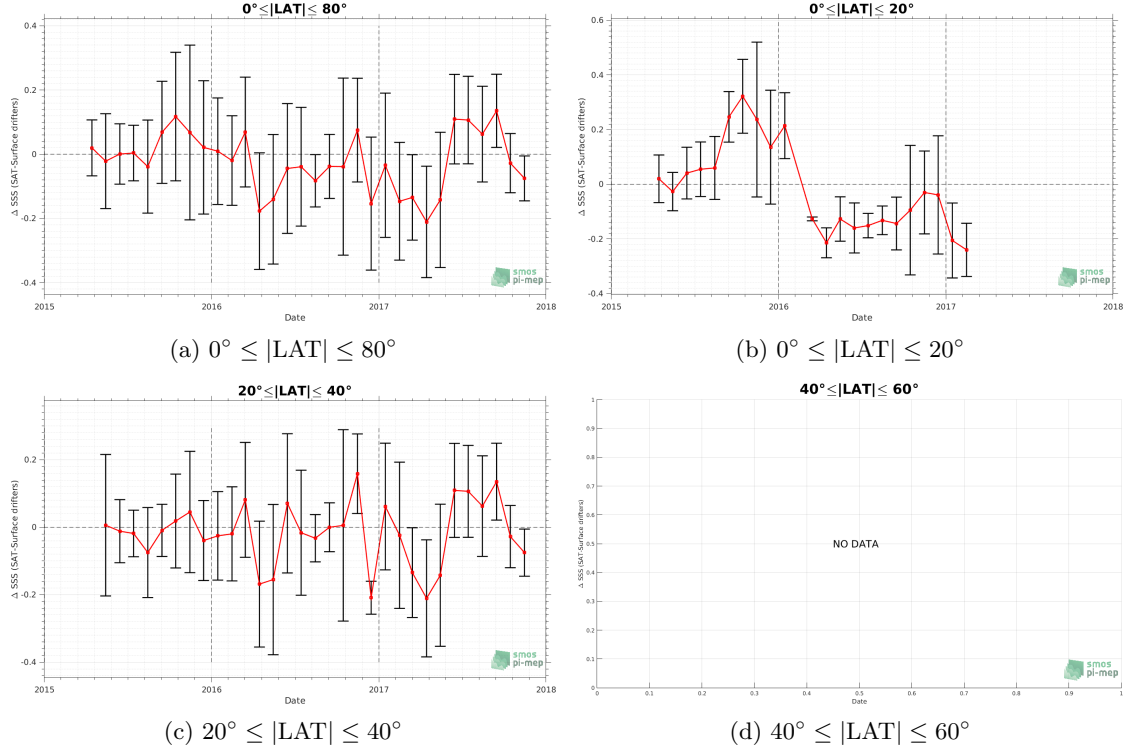 0°≤|LAT|≤ 80°
0.4
0.2
0
-0.2
-0.4
Δ SSS (SAT-Surface drifters)
2015
2016
2017
2018
Date
smos
pi-mep
(a) 0° ≤ |LAT| ≤ 80°
0°≤|LAT|≤ 20°
0.6
0.4
0.2
0
-0.2
-0.4
Δ SSS (SAT-Surface drifters)
2015
2016
2017
2018
Date
smos
pi-mep
(b) 0° ≤ |LAT| ≤ 20°
20°≤|LAT|≤ 40°
0.2
0
-0.2
-0.4
Δ SSS (SAT-Surface drifters)
2015
2016
2017
2018
Date
smos
pi-mep
(c) 20° ≤ |LAT| ≤ 40°
40°≤|LAT|≤ 60°
1
0.9
0.8
0.7
0.6
0.5
0.4
0.3
0.2
0.1
0
Δ SSS (SAT-Surface drifters)
NO DATA
0
0.1
0.2
0.3
0.4
0.5
0.6
0.7
0.8
0.9
1
Date
smos
pi-mep
(d) 40° ≤ |LAT| ≤ 60°